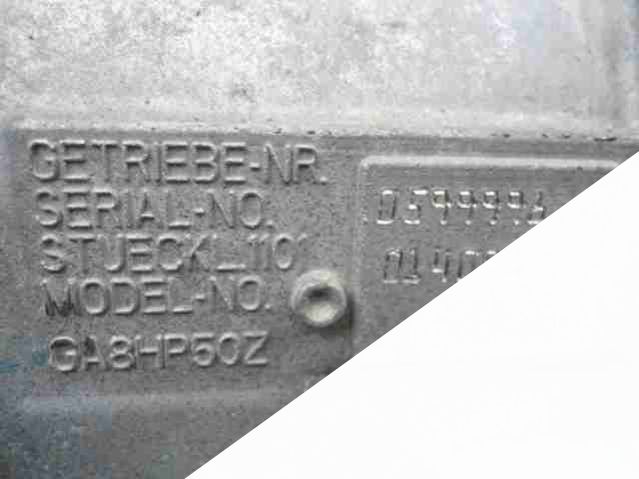 GETRIEBE-NR.
SERIAL-NO.
STUECKL_1101
MODEL-NO.
GA8HP50Z